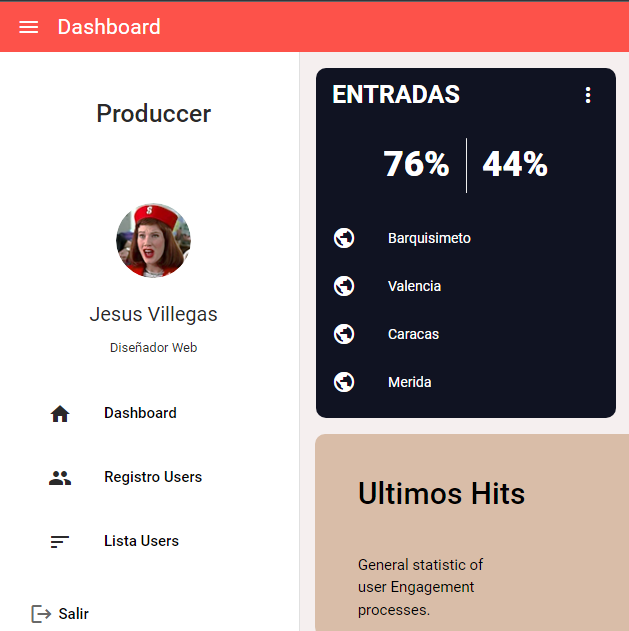 Dashboard
Produccer
S
Jesus Villegas
Diseñador Web
Dashboard
Registro Users
Lista Users
Salir
ENTRADAS
76% 44%
Barquisimeto
Valencia
Caracas
Merida
Ultimos Hits
General statistic of
user Engagement
processes.